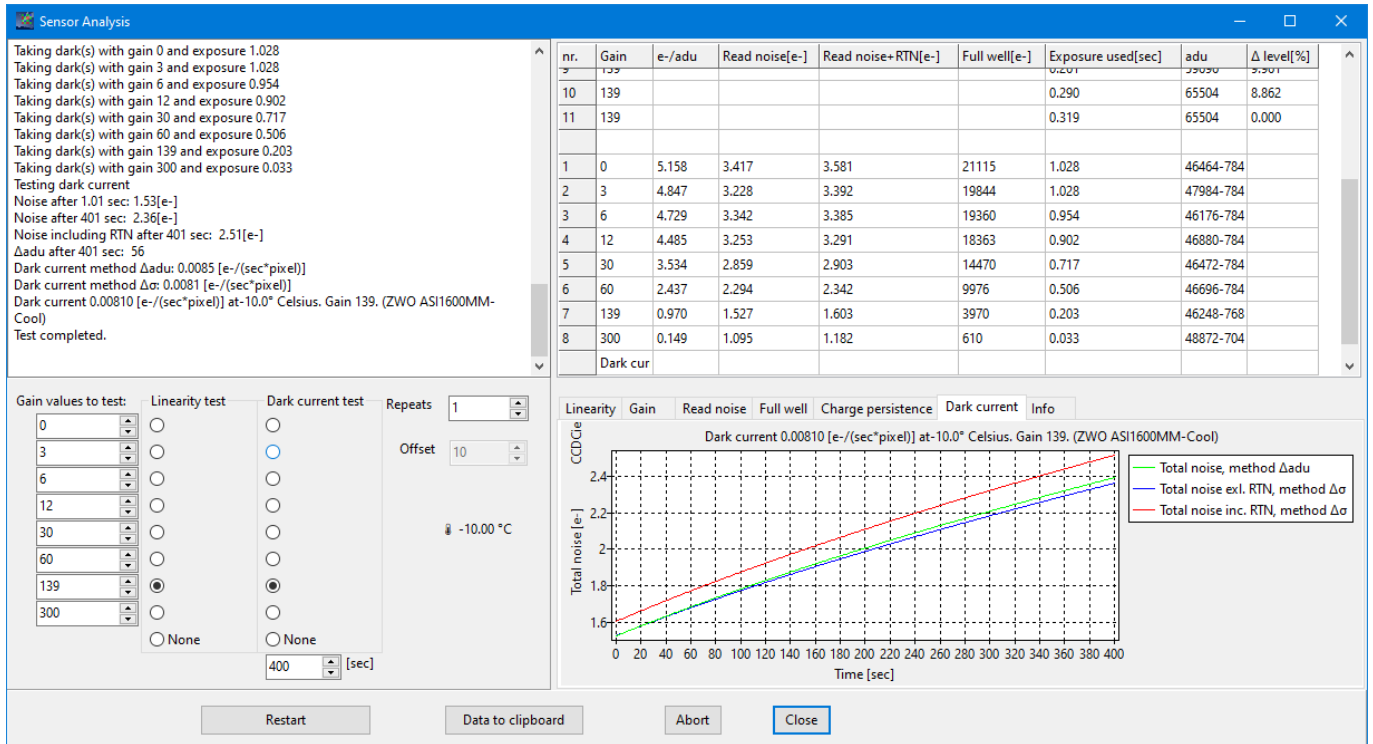 Sensor Analysis
Taking dark(s) with gain 0 and exposure 1.028
Taking dark(s) with gain 3 and exposure 1.028
Taking dark(s) with gain 6 and exposure 0.954
Taking dark(s) with gain 12 and exposure 0.902
Taking dark(s) with gain 30 and exposure 0.717
Taking dark(s) with gain 60 and exposure 0.506
Taking dark(s) with gain 139 and exposure 0.203
Taking dark(s) with gain 300 and exposure 0.033
Testing dark current
Noise after 1.01 sec: 1.53[e-]
Noise after 401 sec:  2.36[e-]
Noise including RTN after 401 sec:  2.51[e-]
Δadu after 401 sec:  56
Dark current method Δadu: 0.0085 [e-/(sec*pixel)]
Dark current method Δσ: 0.0081 [e-/(sec*pixel)]
Dark current 0.00810 [e-/(sec*pixel)] at-10.0° Celsius. Gain 139. (ZWO ASI1600MM-
Cool)
Test completed.
nr. Gain e-/adu Read noise[e-] Read noise+RTN[e-] Full well[e-] Exposure used[sec] adu Δ level[%]
9 139 0.261 59090 9.901
10 139 0.290 65504 8.862
11 139 0.319 65504 0.000
1 0 5.158 3.417 3.581 21115 1.028 46464-784
2 3 4.847 3.228 3.392 19844 1.028 47984-784
3 6 4.729 3.342 3.385 19360 0.954 46176-784
4 12 4.485 3.253 3.291 18363 0.902 46880-784
5 30 3.534 2.859 2.903 14470 0.717 46472-784
6 60 2.437 2.294 2.342 9976 0.506 46696-784
7 139 0.970 1.527 1.603 3970 0.203 46248-768
8 300 0.149 1.095 1.182 610 0.033 48872-704
Dark cur
Gain values to test: Linearity test Dark current test Repeats 1
0
3 Offset 10
6
12
30 -10.00 °C
60
139
300
None None
400 [sec]
Linearity Gain Read noise Full well Charge persistence Dark current Info
CCDCie
Dark current 0.00810 [e-/(sec*pixel)] at-10.0° Celsius. Gain 139. (ZWO ASI1600MM-Cool)
Total noise [e-]
2.4
2.2
2
1.8
1.6
0 20 40 60 80 100 120 140 160 180 200 220 240 260 280 300 320 340 360 380 400
Time [sec]
Total noise, method Δadu
Total noise exl. RTN, method Δσ
Total noise inc. RTN, method Δσ
Restart Data to clipboard Abort Close